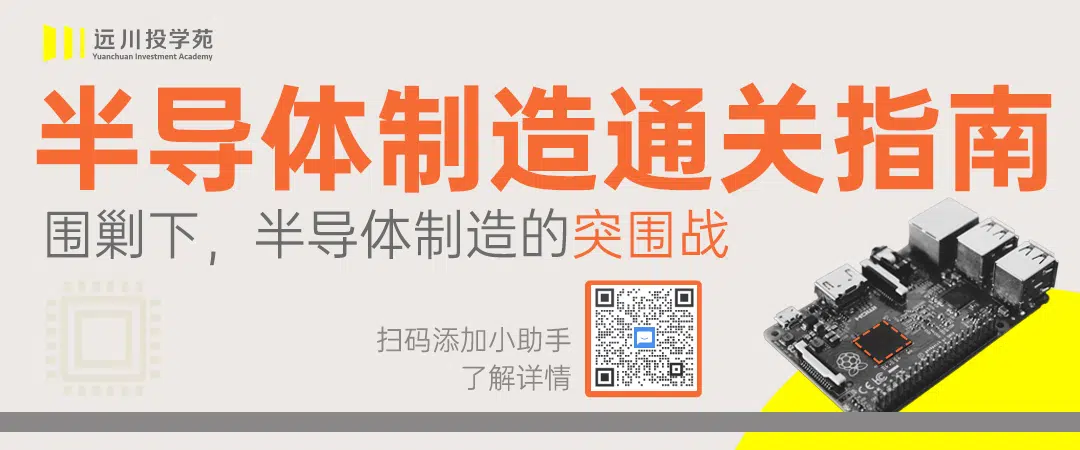 远川投学苑
Yuanchuan Investment Academy
半导体制造通关指南
围剿下，半导体制造的突围战
扫码添加小助手
了解详情